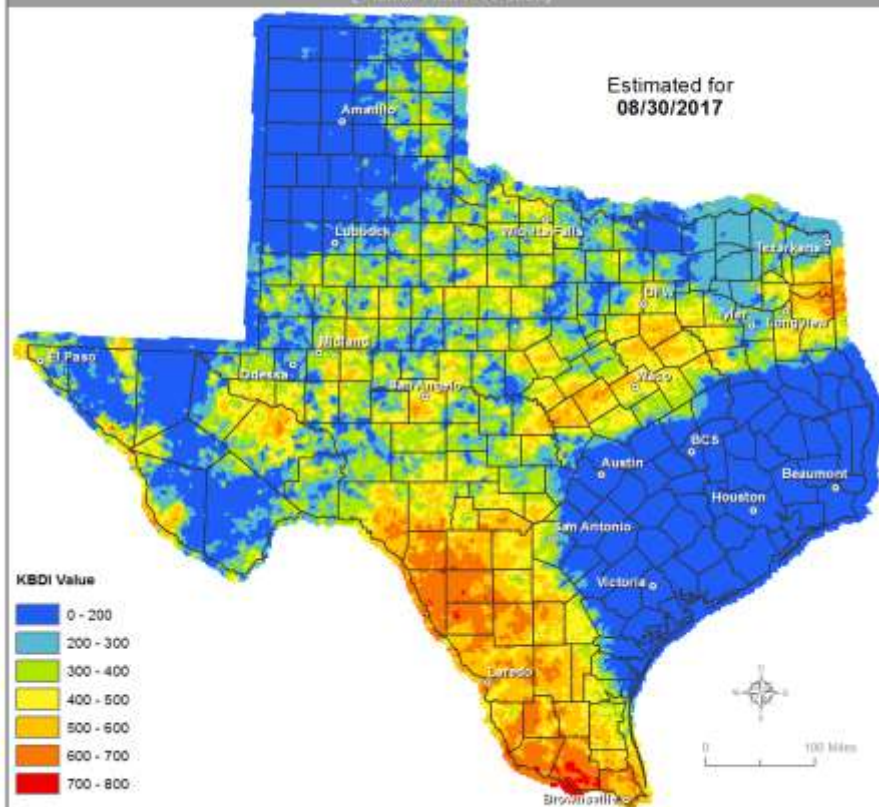 Estimated for
08/30/2017
Amarillo
Lubbock
Wichita Falls
Texarkana
DFW
Tyler
Longview
El Paso
Midland
Odessa
San Angelo
Waco
BCS
Austin
Beaumont
Houston
San Antonio
Victoria
Laredo
Brownsville
KBDI Value
0 - 200
200 - 300
300 - 400
400 - 500
500 - 600
600 - 700
700 - 800
0 100 Miles